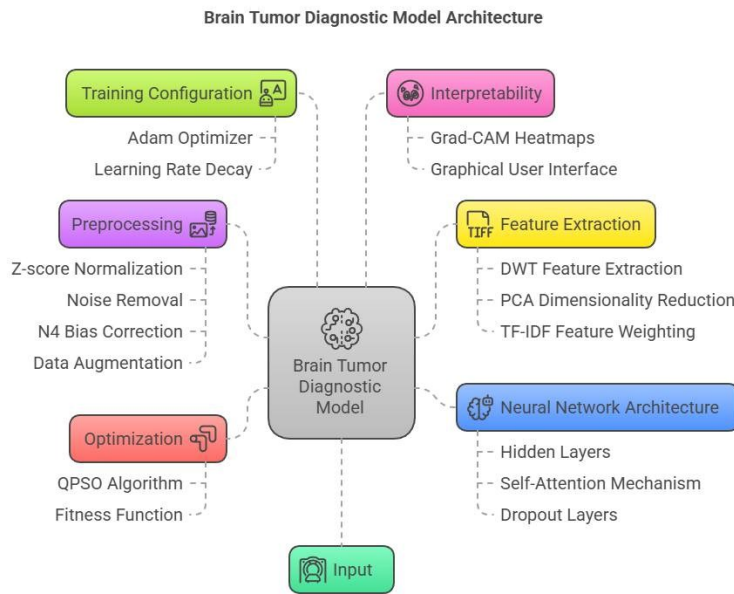 Brain Tumor Diagnostic Model Architecture
Training Configuration
Adam Optimizer
Learning Rate Decay
Interpretability
Grad-CAM Heatmaps
Graphical User Interface
Preprocessing
Z-score Normalization
Noise Removal
N4 Bias Correction
Data Augmentation
TIFF
Feature Extraction
DWT Feature Extraction
PCA Dimensionality Reduction
TF-IDF Feature Weighting
Brain Tumor
Diagnostic
Model
Optimization
QPSO Algorithm
Fitness Function
Neural Network Architecture
Hidden Layers
Self-Attention Mechanism
Dropout Layers
Input